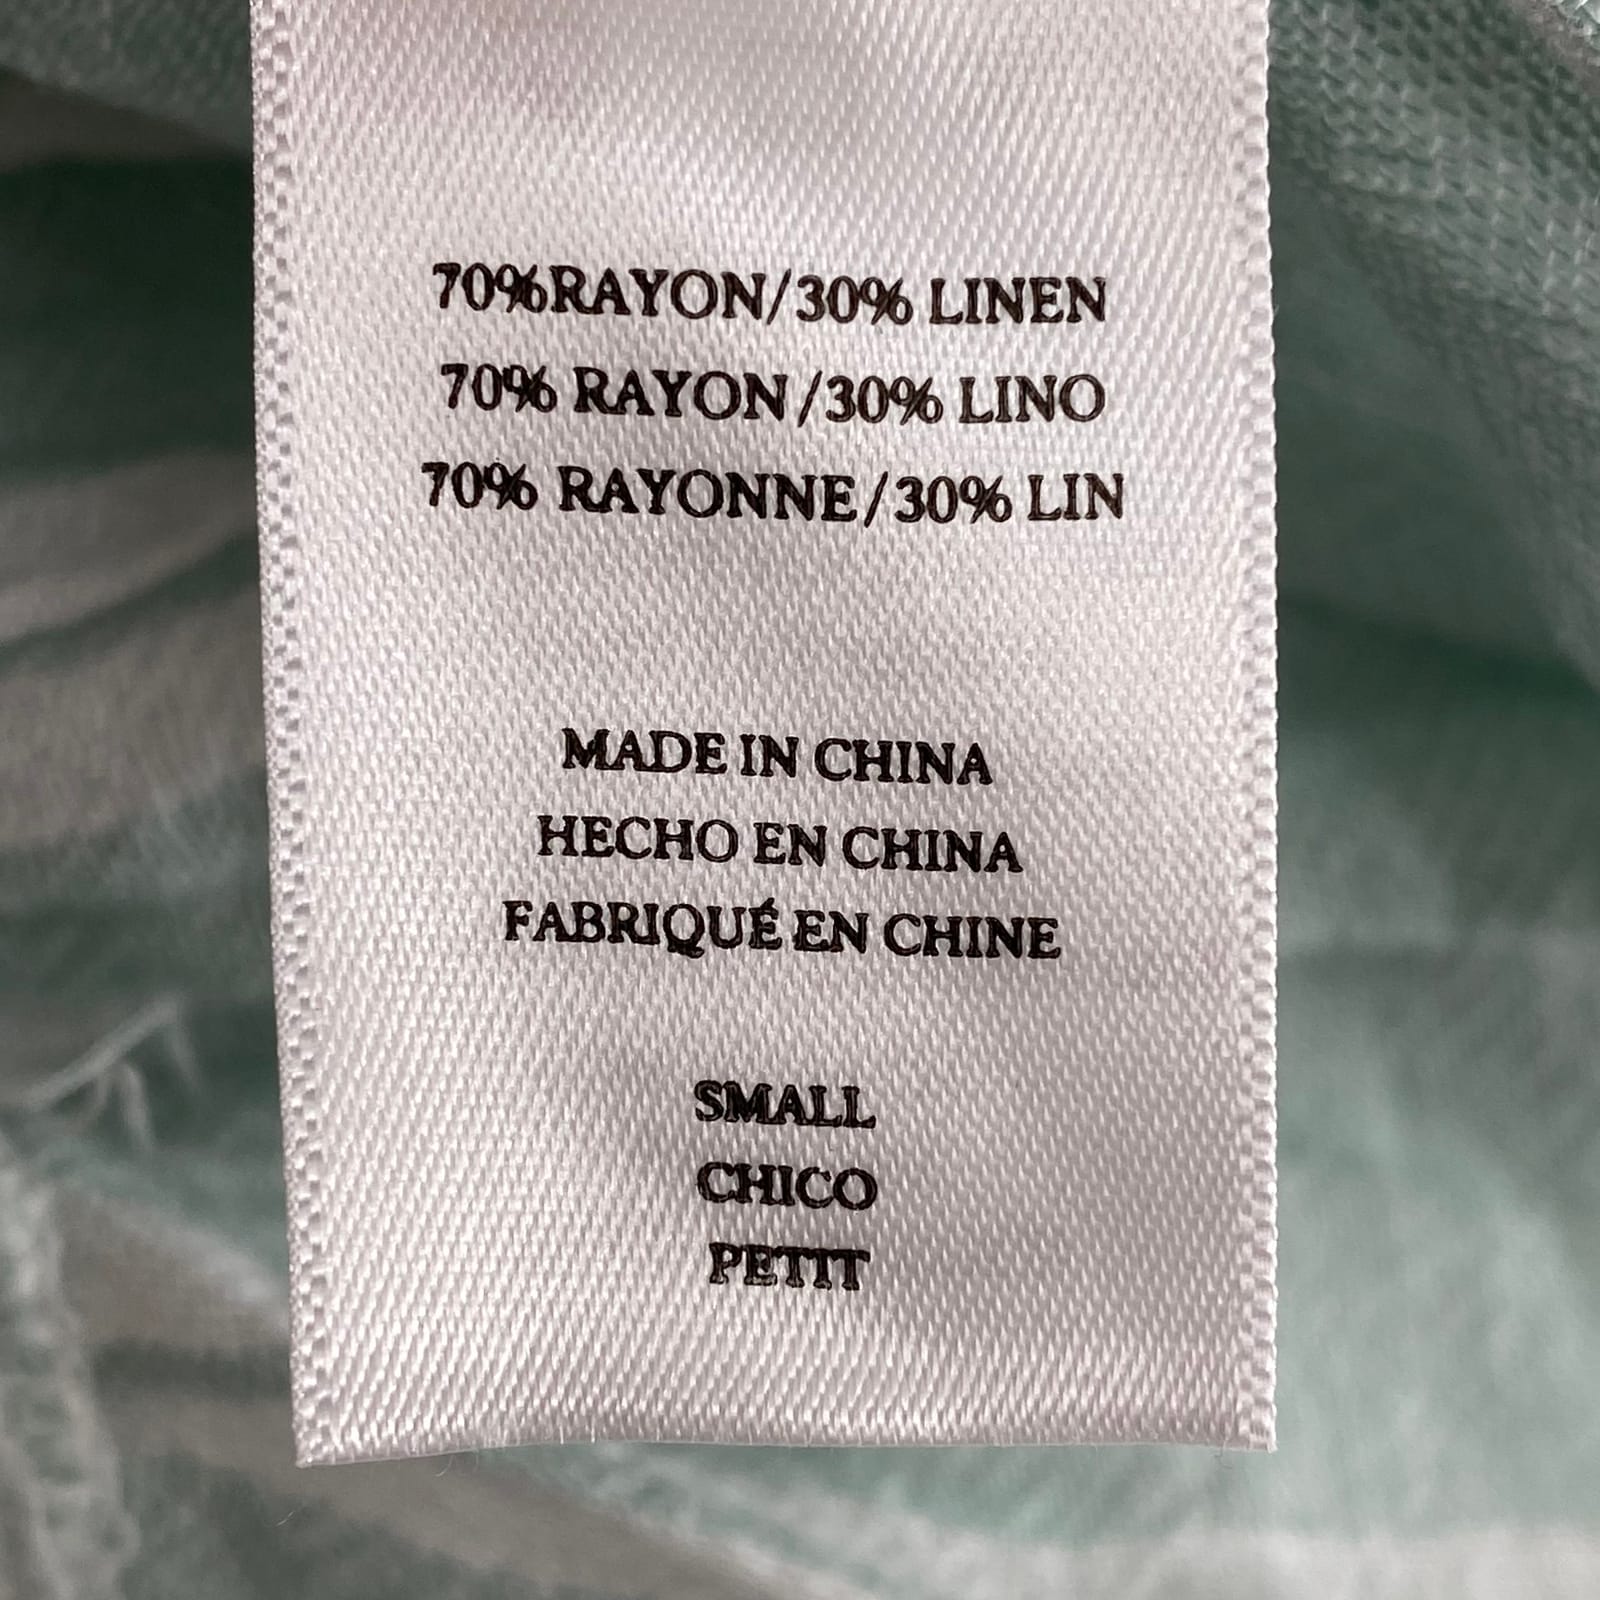 70%RAYON/30% LINEN
70% RAYON/30% LINO
70% RAYONNE/30% LIN
MADE IN CHINA
HECHO EN CHINA
FABRIQUÉ EN CHINE
SMALL
CHICO
PETIT